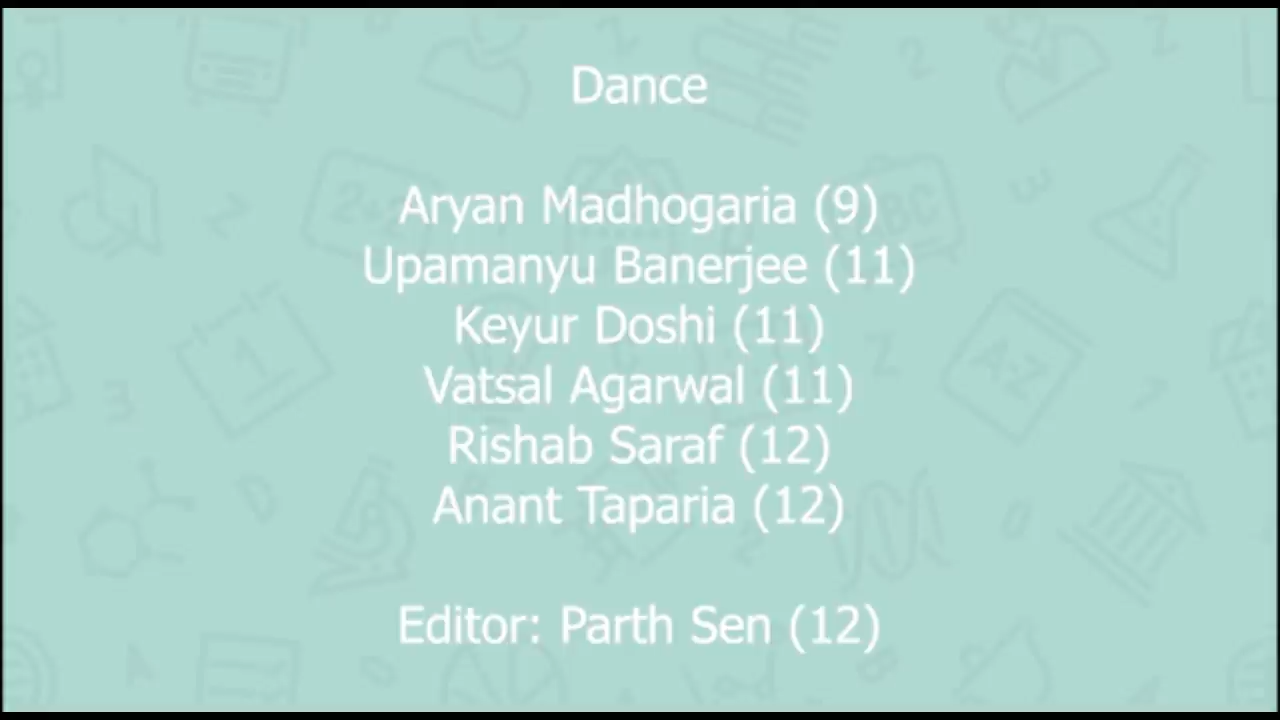 Dance
Aryan Madhogaria (9)
Upamanyu Banerjee (11)
Keyur Doshi (11)
Vatsal Agarwal (11)
Rishab Saraf (12)
Anant Taparia (12)
Editor: Parth Sen (12)